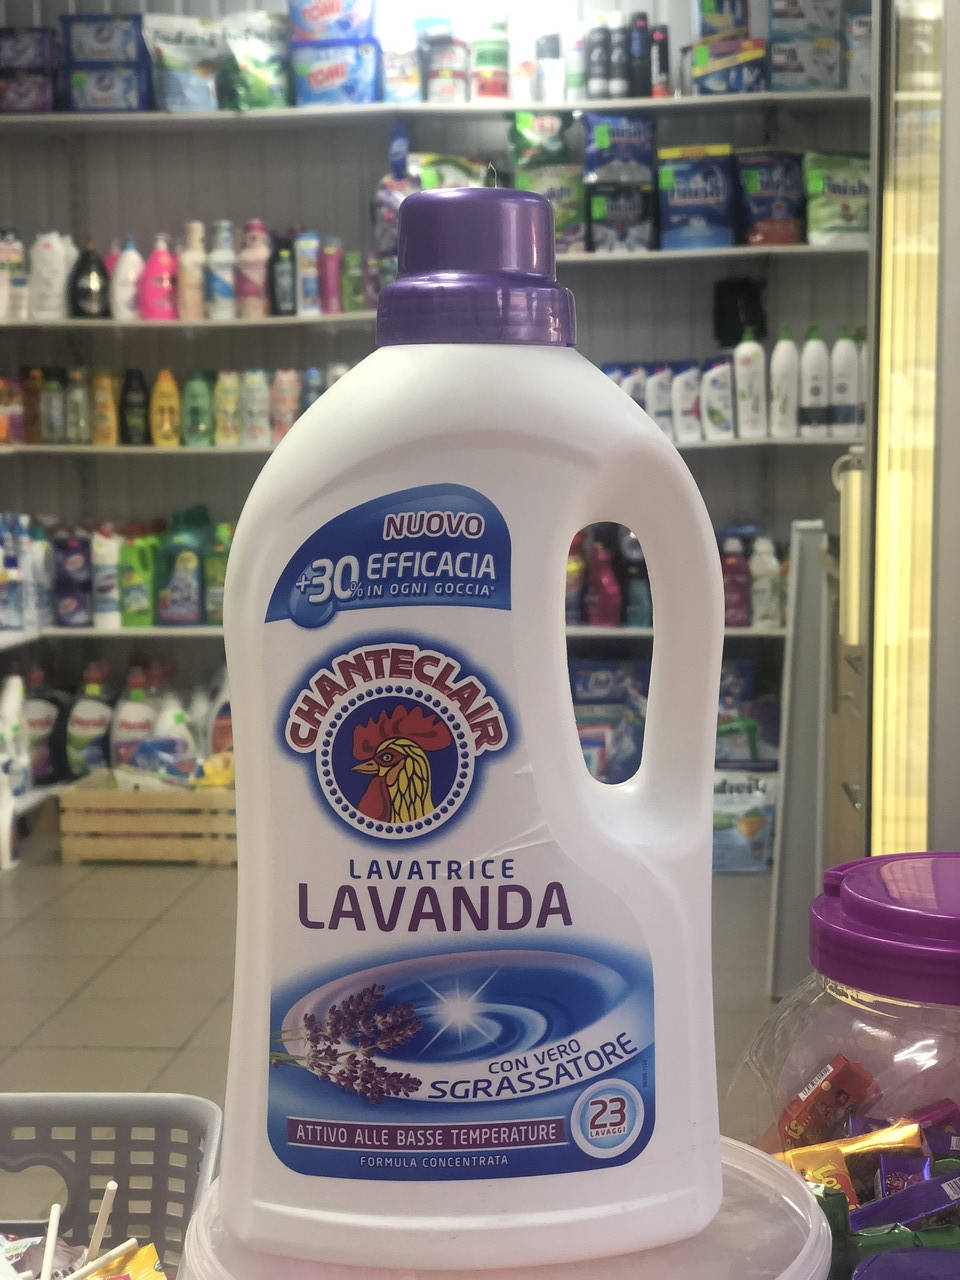 NUOVO
+30% EFFICACIA
IN OGNI GOCCIA*
CHANTECLAIR
LAVATRICE
LAVANDA
CON VERO
SGRASSATORE
23
LAVAGGI
ATTIVO ALLE BASSE TEMPERATURE
FORMULA CONCENTRATA